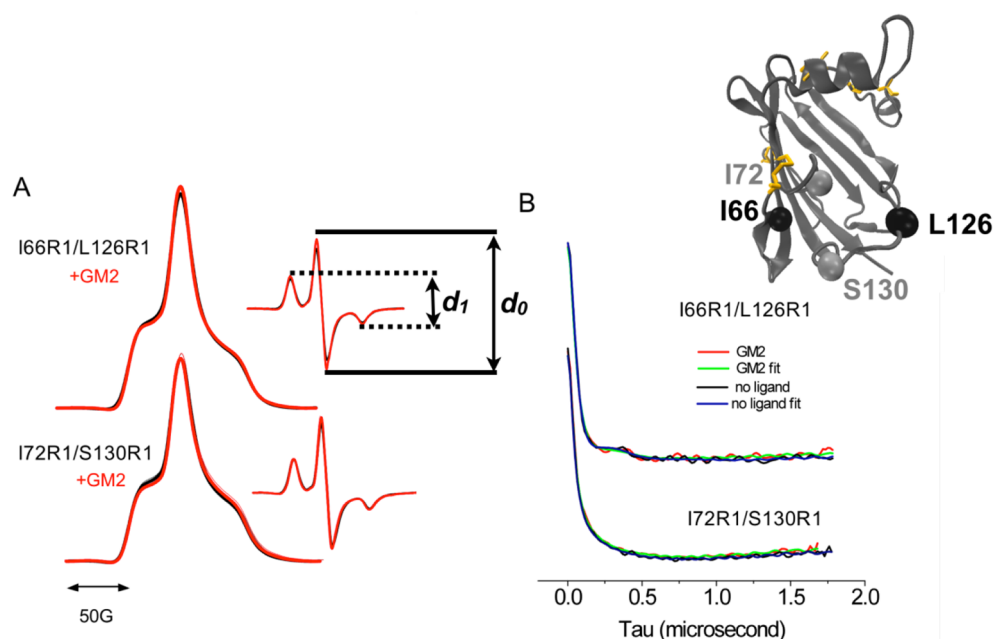 A
I66R1/L126R1
+GM2
d1
d0
I72R1/S130R1
+GM2
50G
B
I72
I66
L126
S130
I66R1/L126R1
GM2
GM2 fit
no ligand
no ligand fit
I72R1/S130R1
0.0 0.5 1.0 1.5 2.0
Tau (microsecond)